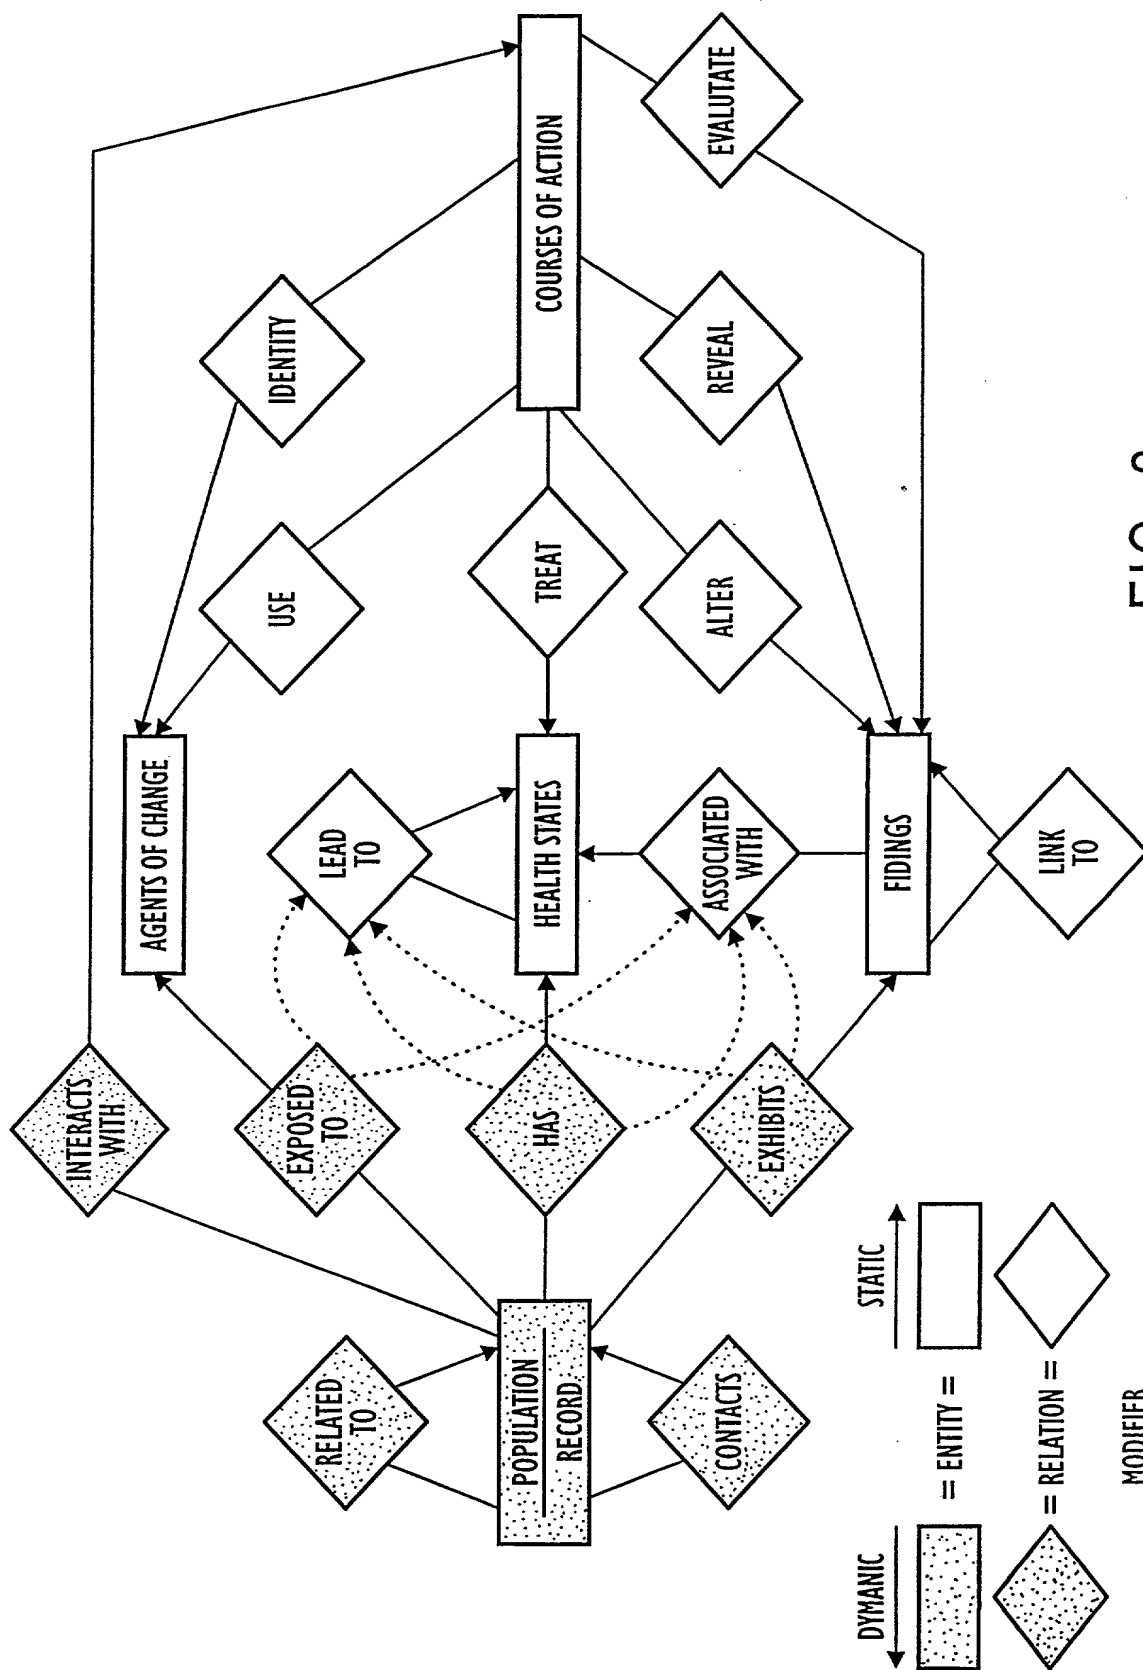 INTERACTS
WITH
RELATED
TO
EXPOSED
TO
AGENTS OF CHANGE
USE
IDENTITY
LEAD
TO
POPULATION
RECORD
HAS
HEALTH STATES
TREAT
COURSES OF ACTION
CONTACTS
EXHIBITS
ASSOCIATED
WITH
ALTER
REVEAL
EVALUTATE
FIDINGS
LINK
TO
DYMANIC
STATIC
= ENTITY =
= RELATION =
MODIFIER